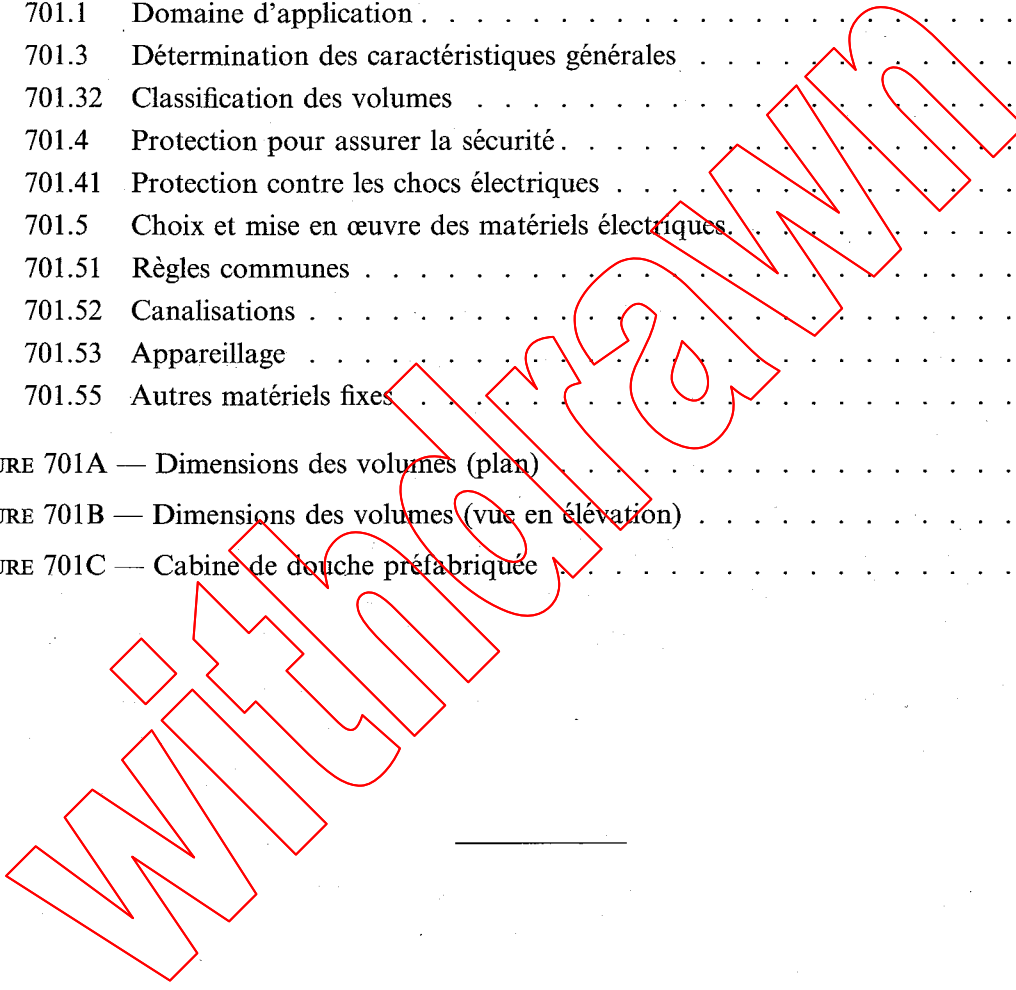 701.1 Domaine d'application . . . . . . . . . . . . . . . . . . . . . .
701.3 Détermination des caractéristiques générales . . . . . . . . . . . .
701.32 Classification des volumes . . . . . . . . . . . . . . . . . . . .
701.4 Protection pour assurer la sécurité . . . . . . . . . . . . . . . . .
701.41 Protection contre les chocs électriques . . . . . . . . . . . . . . .
701.5 Choix et mise en œuvre des matériels électriques. . . . . . . . . . .
701.51 Règles communes . . . . . . . . . . . . . . . . . . . . . . . .
701.52 Canalisations . . . . . . . . . . . . . . . . . . . . . . . . . .
701.53 Appareillage . . . . . . . . . . . . . . . . . . . . . . . . . .
701.55 Autres matériels fixes . . . . . . . . . . . . . . . . . . . . . .
URE 701A — Dimensions des volumes (plan) . . . . . . . . . . . . . . . . .
URE 701B — Dimensions des volumes (vue en élévation) . . . . . . . . . . . .
URE 701C — Cabine de douche préfabriquée . . . . . . . . . . . . . . . . .
withdrawn